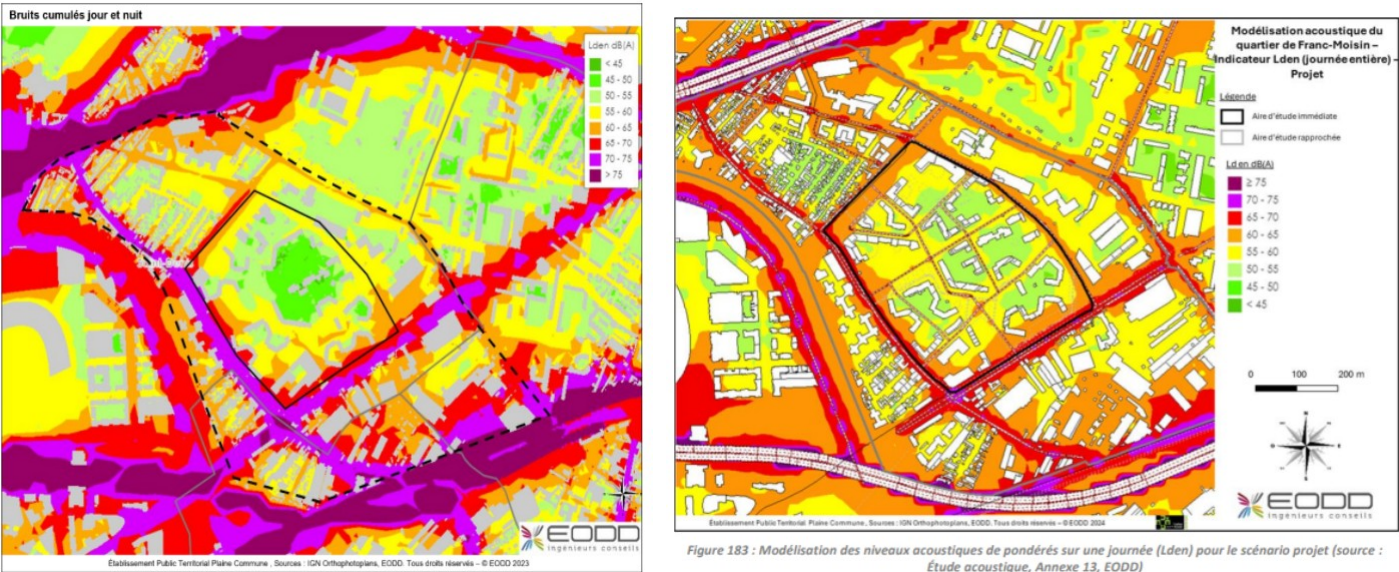 Bruits cumulés jour et nuit
Lden dB(A)
< 45
45 - 50
50 - 55
55 - 60
60 - 65
65 - 70
70 - 75
> 75
EODD
ingénieurs conseils
Établissement Public Territorial Plaine Commune , Sources : IGN Orthophotoplans, EODD. Tous droits réservés – © EODD 2023
Modélisation acoustique du
quartier de Franc-Moisin –
Indicateur Lden (journée entière) –
Projet
Légende
Aire d'étude immédiate
Aire d'étude rapprochée
Ld en dB(A)
≥ 75
70 - 75
65 - 70
60 - 65
55 - 60
50 - 55
45 - 50
< 45
0 100 200 m
N
O E
S
EODD
ingénieurs conseils
Établissement Public Territorial Plaine Commune , Sources : IGN Orthophotoplans, EODD. Tous droits réservés – © EODD 2024
Figure 183 : Modélisation des niveaux acoustiques de pondérés sur une journée (Lden) pour le scénario projet (source :
Étude acoustique, Annexe 13, EODD)